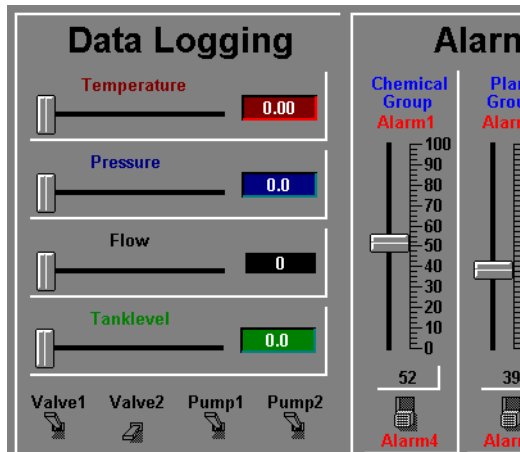 Data Logging
Temperature
0.00
Pressure
0.0
Flow
0
Tanklevel
0.0
Valve1 Valve2 Pump1 Pump2
Alarm
Chemical
Group
Alarm1
100
90
80
70
60
50
40
30
20
10
0
52
Alarm4
39